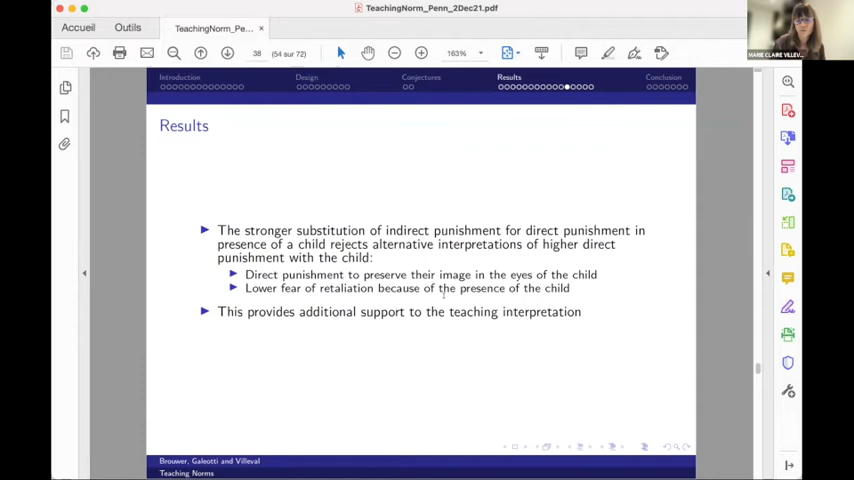 TeachingNorm_Penn_2Dec21.pdf
Accueil
Outils
TeachingNorm_Pe...
×
38
(54 sur 72)
163%
Introduction
Design
Conjectures
Results
Conclusion
Results
The stronger substitution of indirect punishment for direct punishment in
presence of a child rejects alternative interpretations of higher direct
punishment with the child:
Direct punishment to preserve their image in the eyes of the child
Lower fear of retaliation because of the presence of the child
This provides additional support to the teaching interpretation
Brouwer, Galeotti and Villeval
Teaching Norms
MARIE CLAIRE VILLEV...